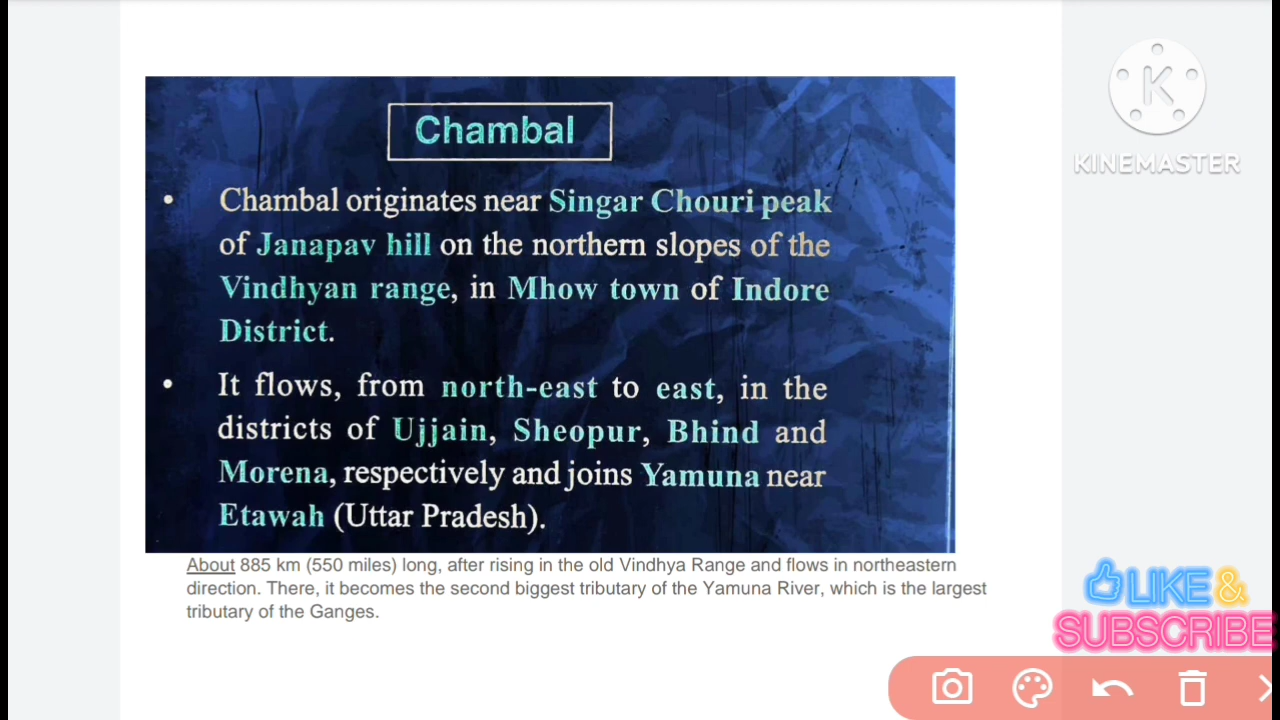 Chambal
• Chambal originates near Singar Chouri peak
of Janapav hill on the northern slopes of the
Vindhyan range, in Mhow town of Indore
District.
• It flows, from north-east to east, in the
districts of Ujjain, Sheopur, Bhind and
Morena, respectively and joins Yamuna near
Etawah (Uttar Pradesh).
About 885 km (550 miles) long, after rising in the old Vindhya Range and flows in northeastern
direction. There, it becomes the second biggest tributary of the Yamuna River, which is the largest
tributary of the Ganges.
K
KINEMASTER
LIKE &
SUBSCRIBE